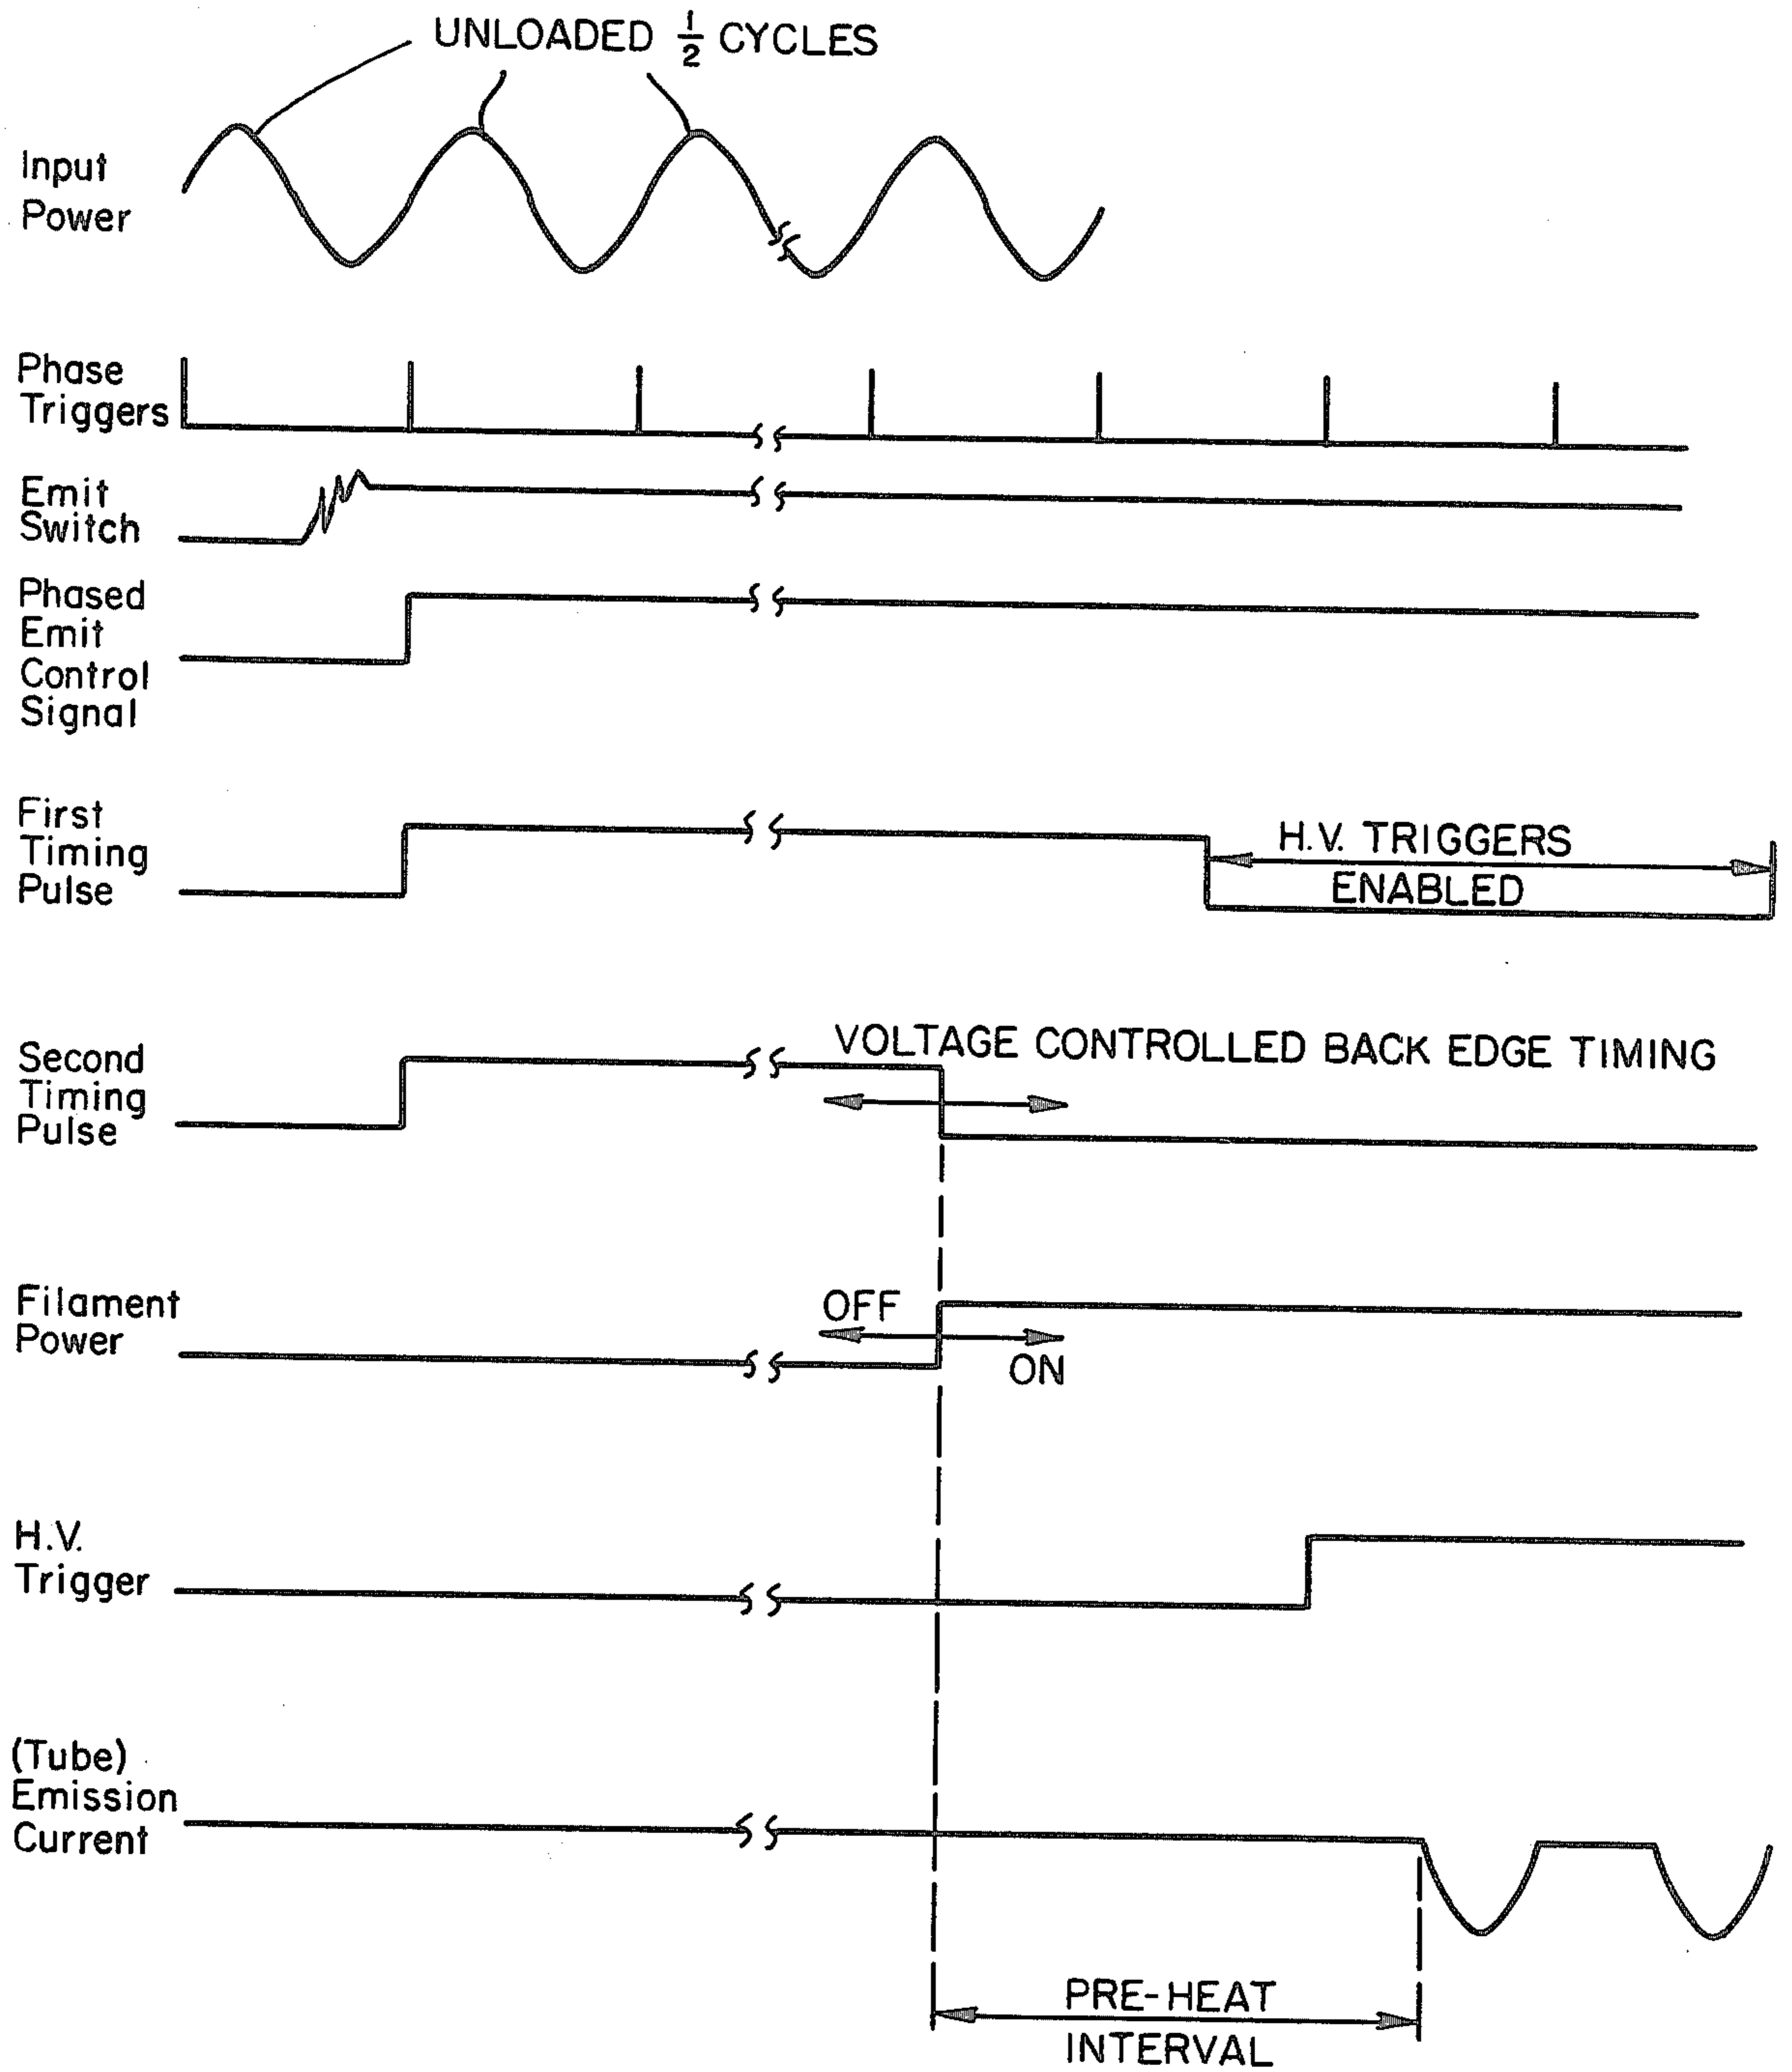 UNLOADED 1/2 CYCLES
Input
Power
Phase
Triggers
Emit
Switch
Phased
Emit
Control
Signal
First
Timing
Pulse
H.V. TRIGGERS
ENABLED
Second
Timing
Pulse
VOLTAGE CONTROLLED BACK EDGE TIMING
Filament
Power
OFF
ON
H.V.
Trigger
(Tube)
Emission
Current
PRE-HEAT
INTERVAL